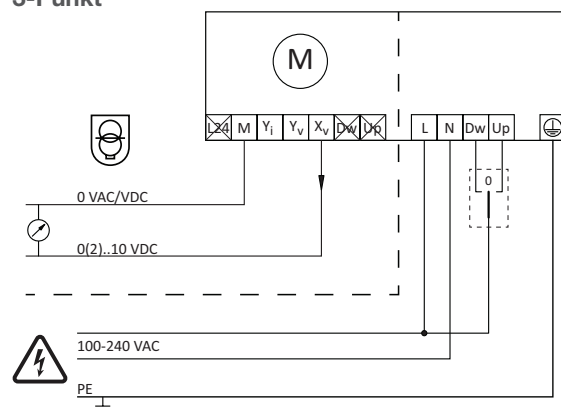 3-Punkt
M
L24 M Yi Yv Xv Dw Up L N Dw Up
0
0 VAC/VDC
0(2)..10 VDC
100-240 VAC
PE